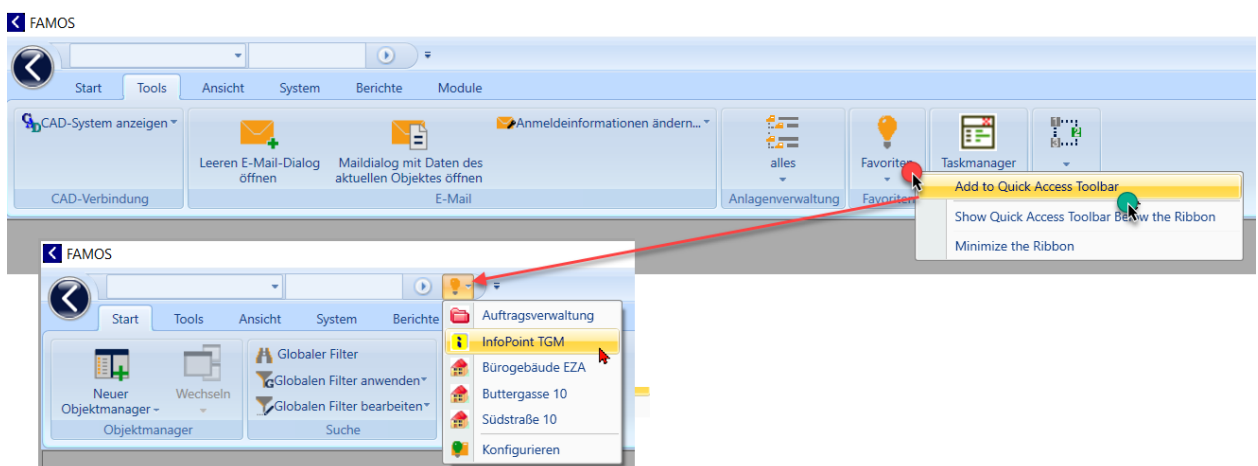 FAMOS
Start Tools Ansicht System Berichte Module
CAD-System anzeigen
Leeren E-Mail-Dialog
öffnen
Maildialog mit Daten des
aktuellen Objektes öffnen
Anmeldeinformationen ändern...
alles
Favoriten
Taskmanager
CAD-Verbindung
E-Mail
Anlagenverwaltung
Favoriten
Add to Quick Access Toolbar
Show Quick Access Toolbar Below the Ribbon
Minimize the Ribbon
FAMOS
Start Tools Ansicht System Berichte
Neuer
Objektmanager
Wechseln
Objektmanager
Globaler Filter
Globalen Filter anwenden
Globalen Filter bearbeiten
Suche
Auftragsverwaltung
InfoPoint TGM
Bürogebäude EZA
Buttergasse 10
Südstraße 10
Konfigurieren